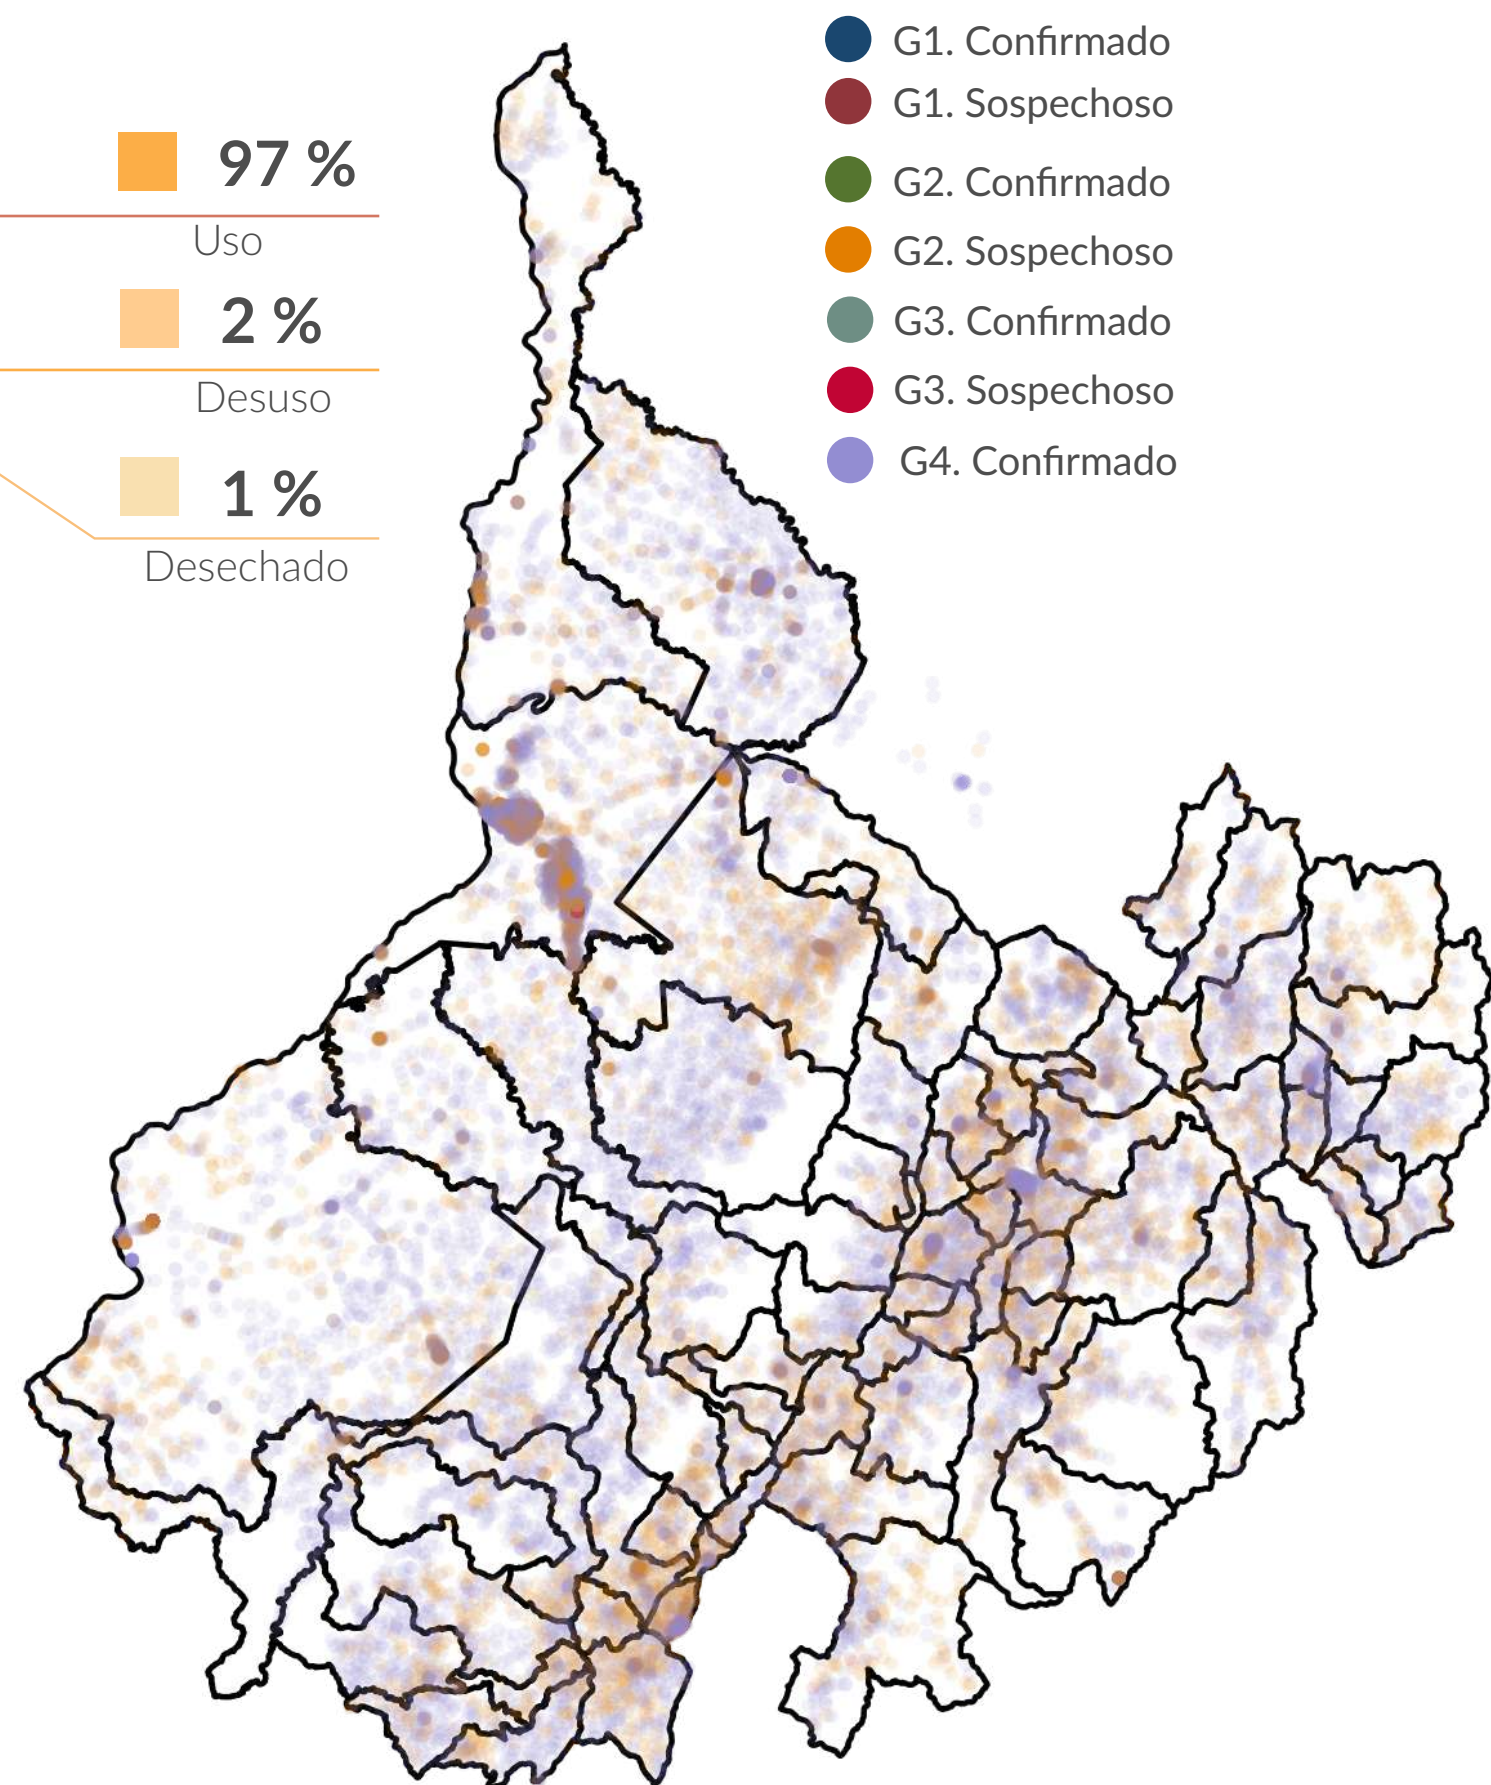 97 %
Uso
2 %
Desuso
1 %
Desechado
G1. Confirmado
G1. Sospechoso
G2. Confirmado
G2. Sospechoso
G3. Confirmado
G3. Sospechoso
G4. Confirmado